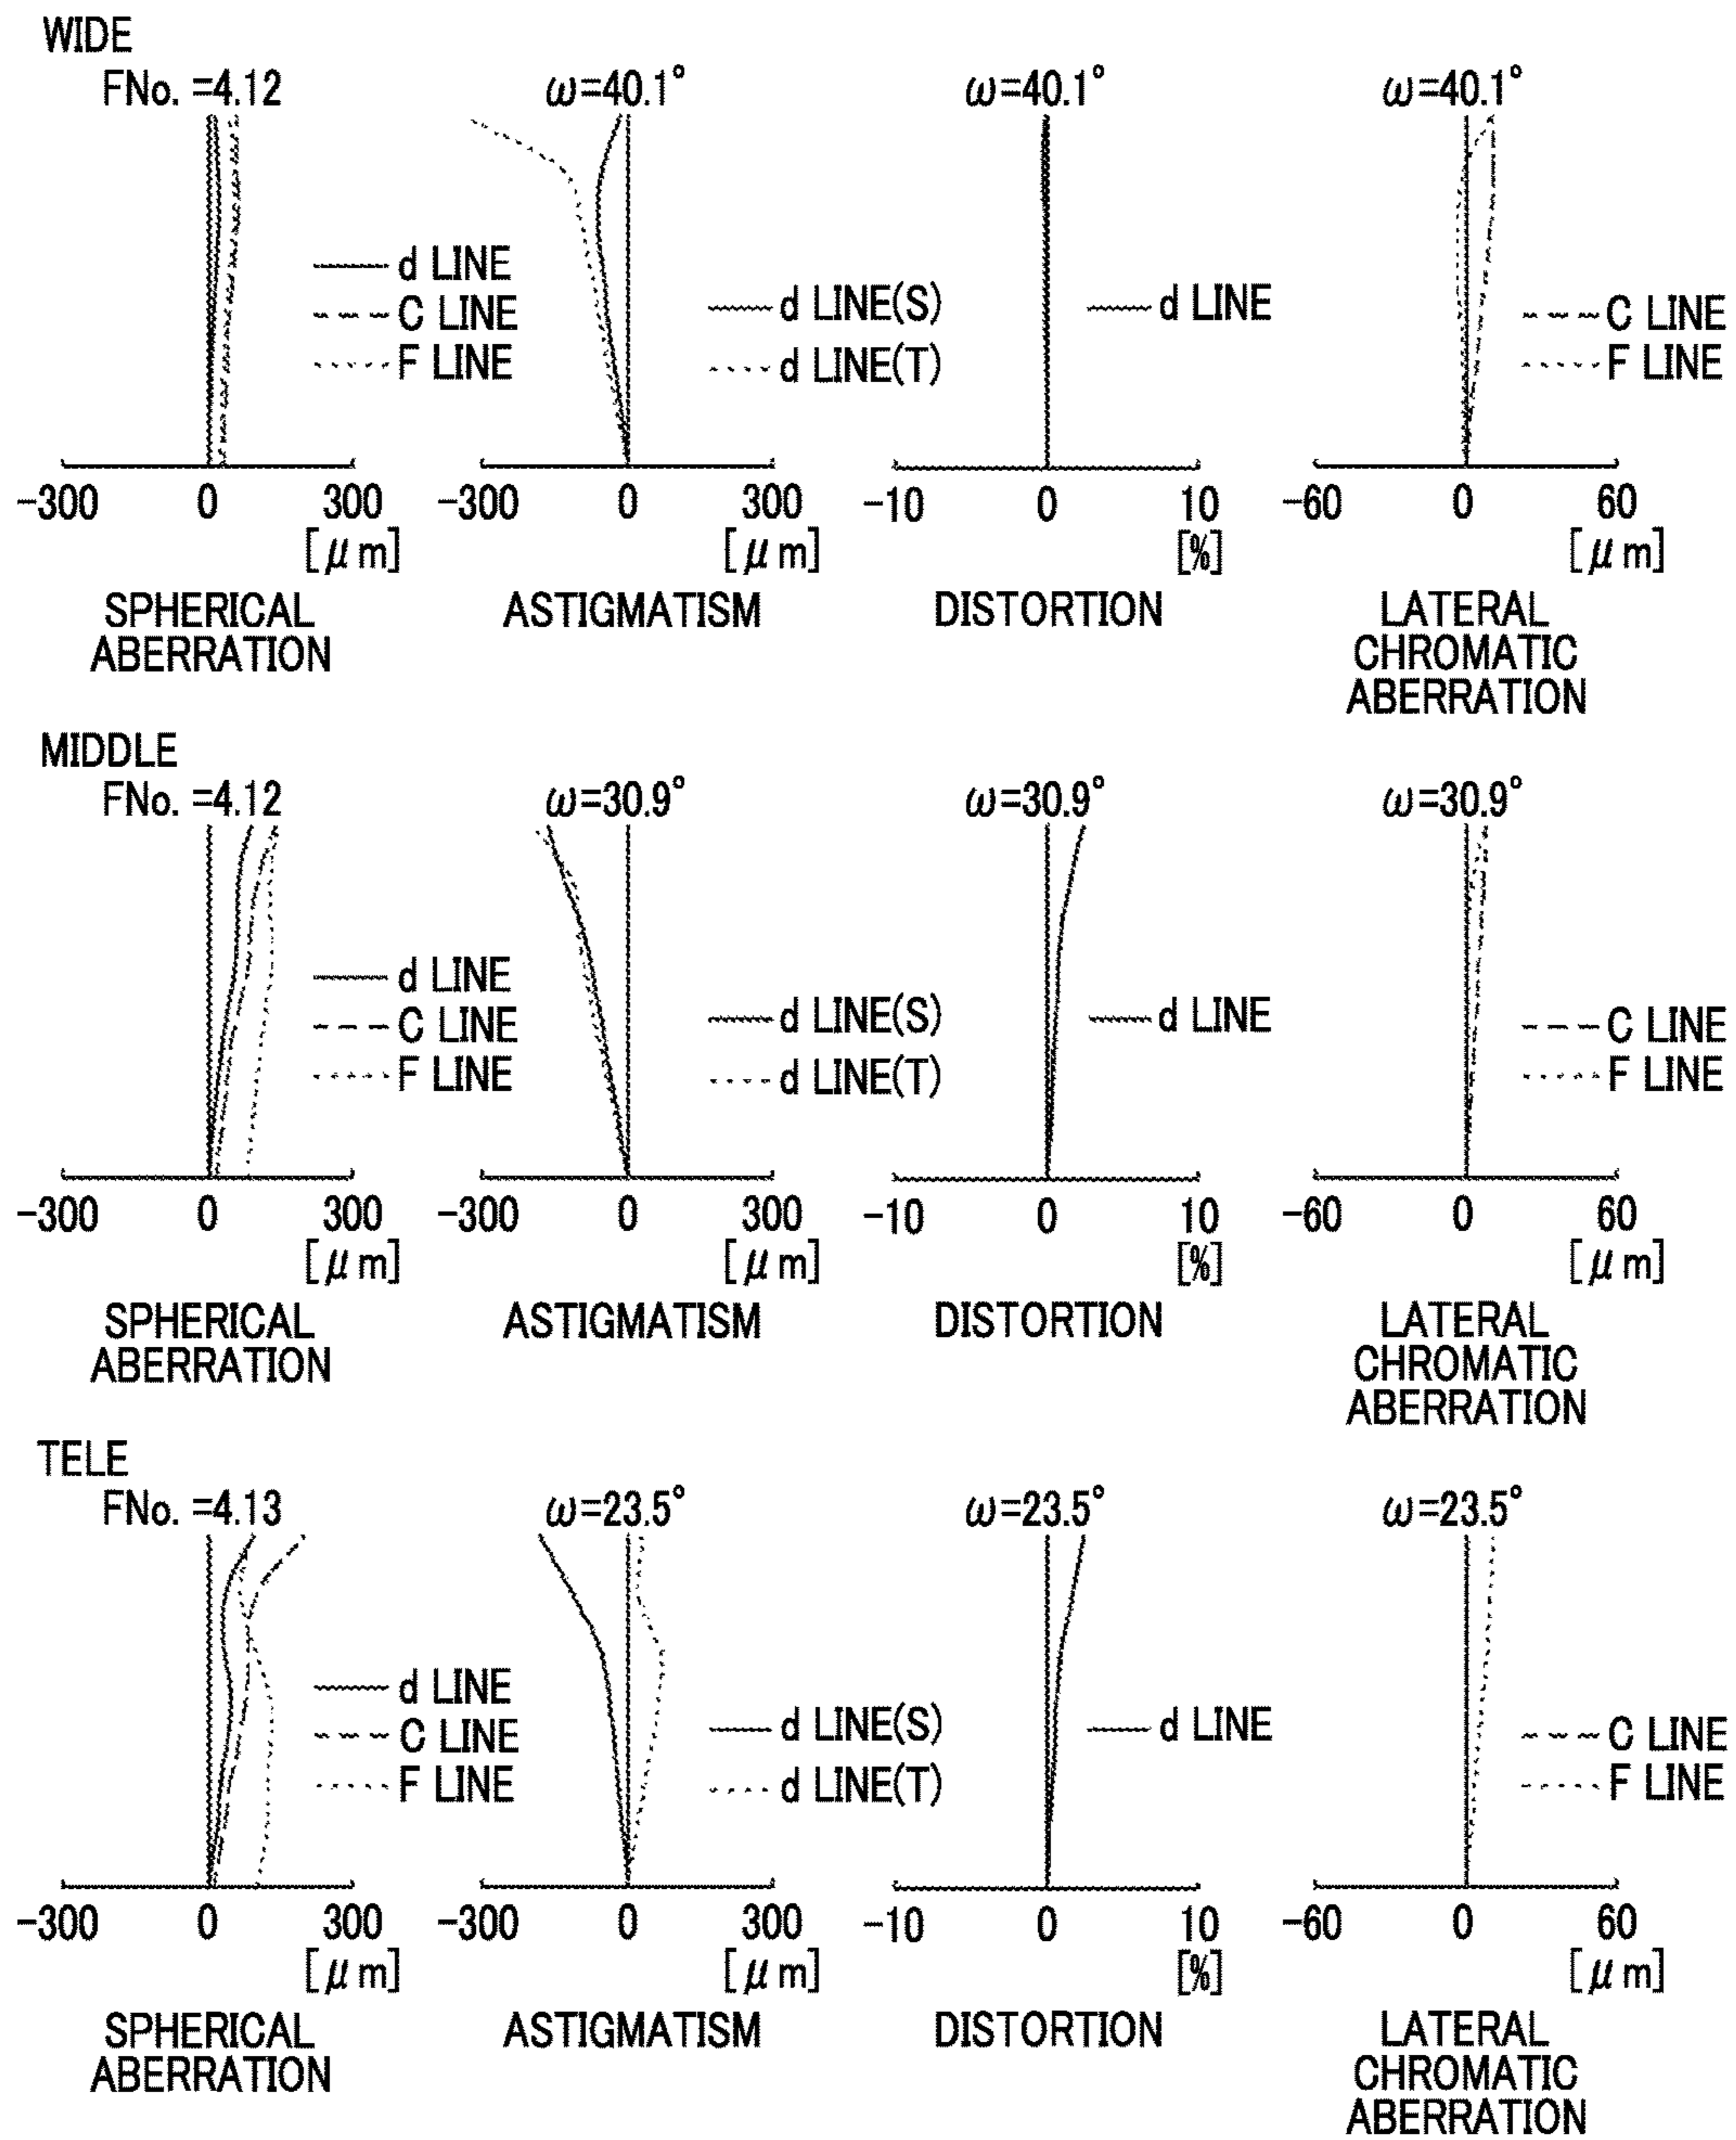 WIDE
FNo. =4.12
ω=40.1°
ω=40.1°
ω=40.1°
d LINE
C LINE
F LINE
d LINE(S)
d LINE(T)
d LINE
C LINE
F LINE
-300 0 300
[μm]
-300 0 300
[μm]
-10 0 10
[%]
-60 0 60
[μm]
SPHERICAL
ABERRATION
ASTIGMATISM
DISTORTION
LATERAL
CHROMATIC
ABERRATION
MIDDLE
FNo. =4.12
ω=30.9°
ω=30.9°
ω=30.9°
d LINE
C LINE
F LINE
d LINE(S)
d LINE(T)
d LINE
C LINE
F LINE
-300 0 300
[μm]
-300 0 300
[μm]
-10 0 10
[%]
-60 0 60
[μm]
SPHERICAL
ABERRATION
ASTIGMATISM
DISTORTION
LATERAL
CHROMATIC
ABERRATION
TELE
FNo. =4.13
ω=23.5°
ω=23.5°
ω=23.5°
d LINE
C LINE
F LINE
d LINE(S)
d LINE(T)
d LINE
C LINE
F LINE
-300 0 300
[μm]
-300 0 300
[μm]
-10 0 10
[%]
-60 0 60
[μm]
SPHERICAL
ABERRATION
ASTIGMATISM
DISTORTION
LATERAL
CHROMATIC
ABERRATION